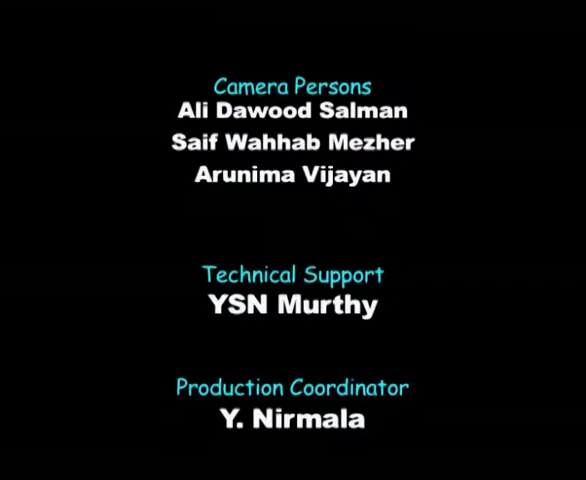 Camera Persons
Ali Dawood Salman
Saif Wahhab Mezher
Arunima Vijayan
Technical Support
YSN Murthy
Production Coordinator
Y. Nirmala